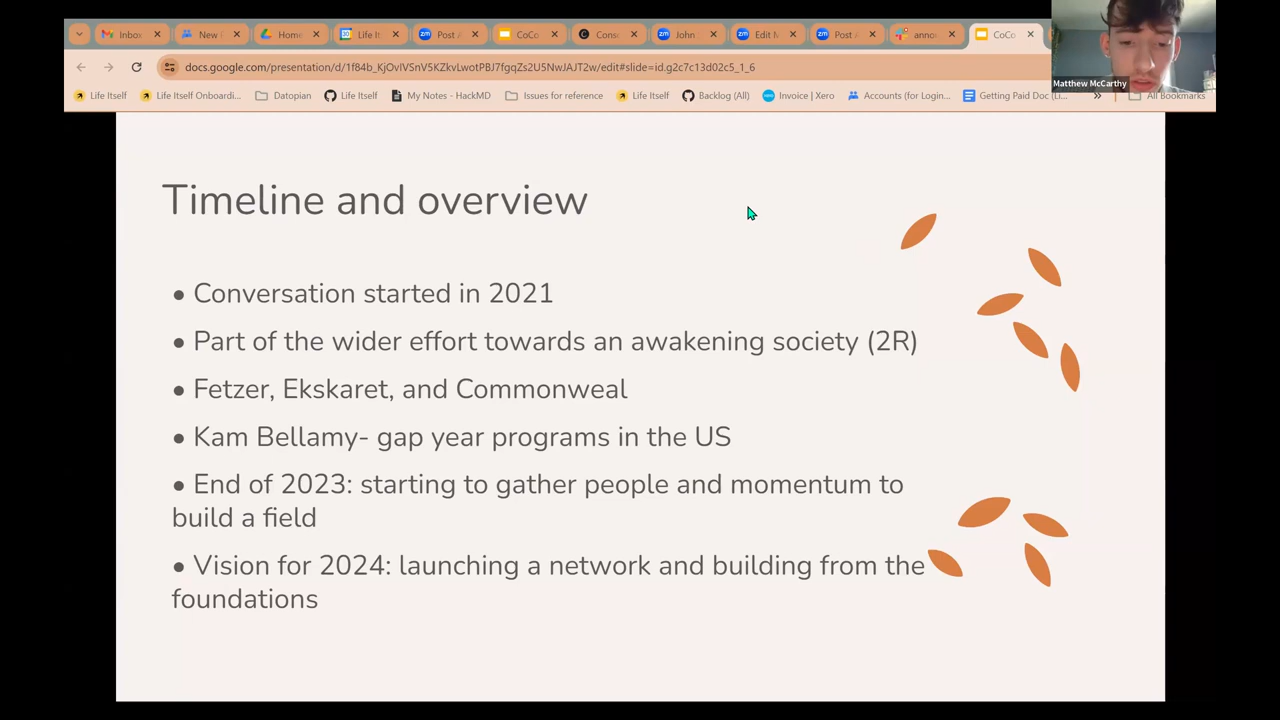 Inbox
New
Home
Life It
Post
CoCo
Cons
John
Edit
Post
anno
CoCo
docs.google.com/presentation/d/1f84b_KjOvIVSnV5KZkvLwotPBJ7fgqZs2U5NwJAJT2w/edit#slide=id.g2c7c13d02c5_1_6
Matthew McCarthy
Life Itself
Life Itself Onboardi...
Datopian
Life Itself
My Notes - HackMD
Issues for reference
Life Itself
Backlog (All)
Invoice | Xero
Accounts (for Login...
Getting Paid Doc (Li...
»
All Bookmarks
Timeline and overview
• Conversation started in 2021
• Part of the wider effort towards an awakening society (2R)
• Fetzer, Ekskaret, and Commonweal
• Kam Bellamy- gap year programs in the US
• End of 2023: starting to gather people and momentum to
build a field
• Vision for 2024: launching a network and building from the
foundations